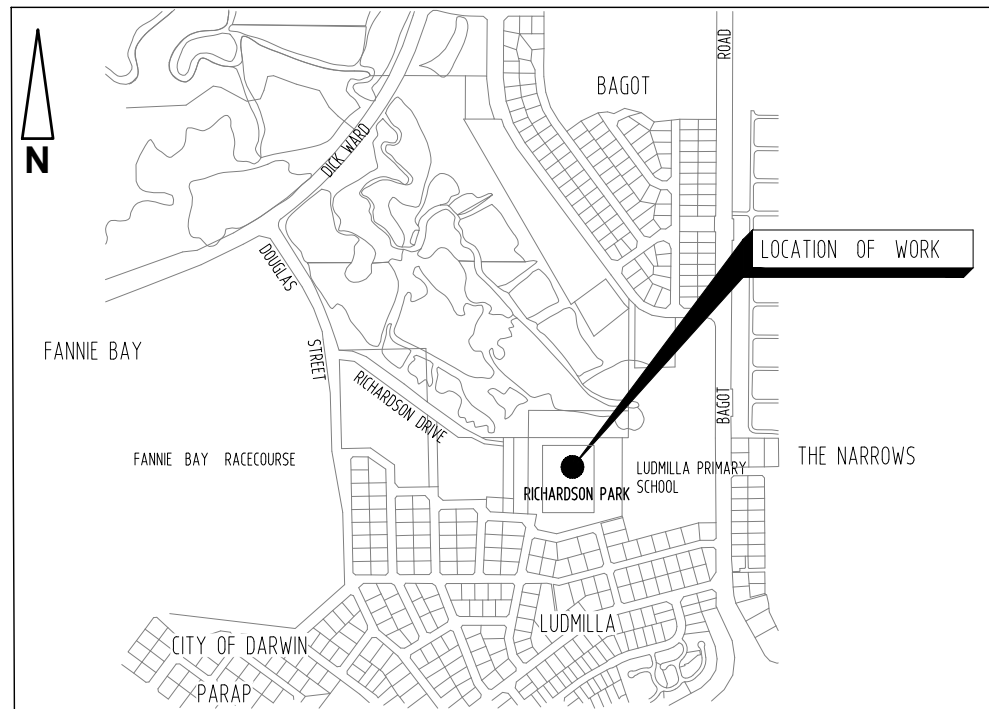 ROAD
BAGOT
N
DICK WARD
LOCATION OF WORK
DOUGLAS
STREET
FANNIE BAY
RICHARDSON DRIVE
BAGOT
FANNIE BAY RACECOURSE
THE NARROWS
LUDMILLA PRIMARY
SCHOOL
RICHARDSON PARK
LUDMILLA
CITY OF DARWIN
PARAP